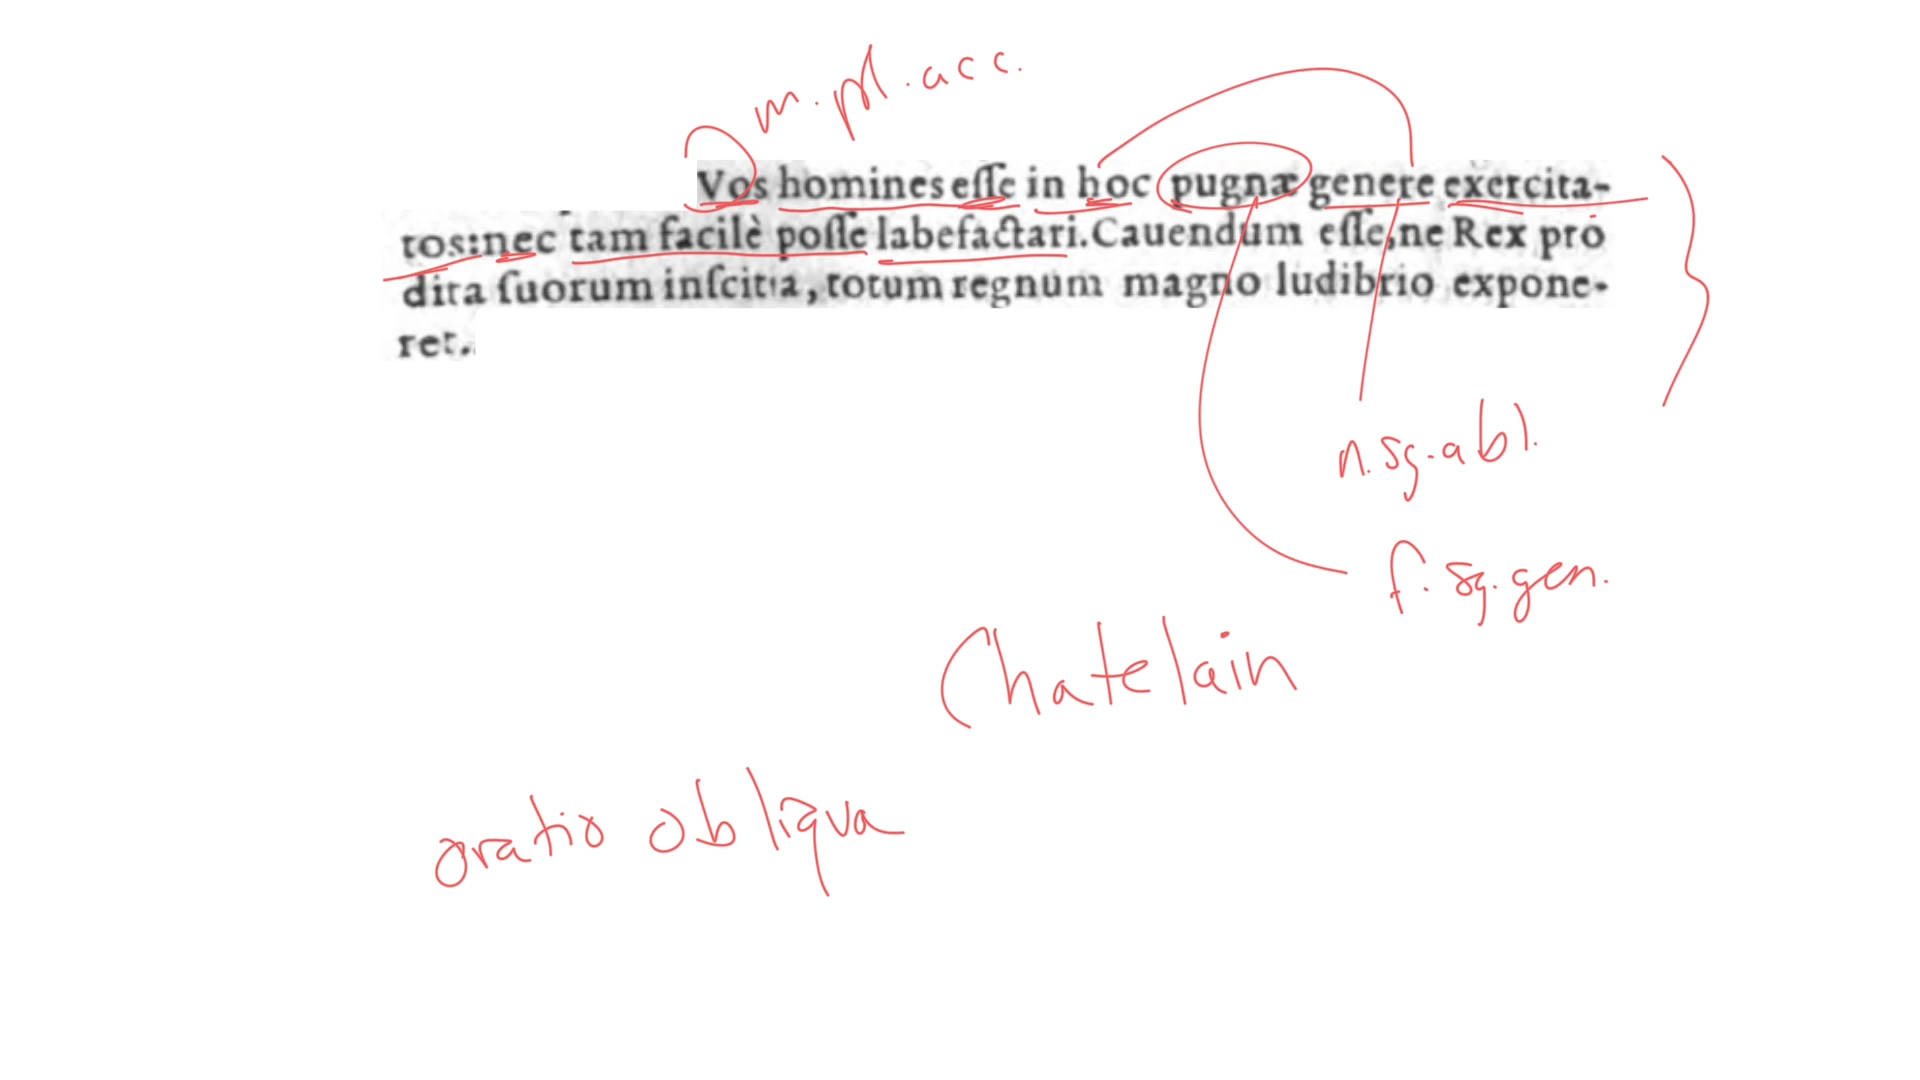 m. pl. acc.
Vos homines eſſe in hoc pugnæ genere exercita-
tos: nec tam facilè poſſe labefactari. Cauendum eſſe, ne Rex pro
dita ſuorum inſcitia, totum regnum magno ludibrio expone-
ret.
n. sg. abl.
f. sg. gen.
Chatelain
oratio obliqua